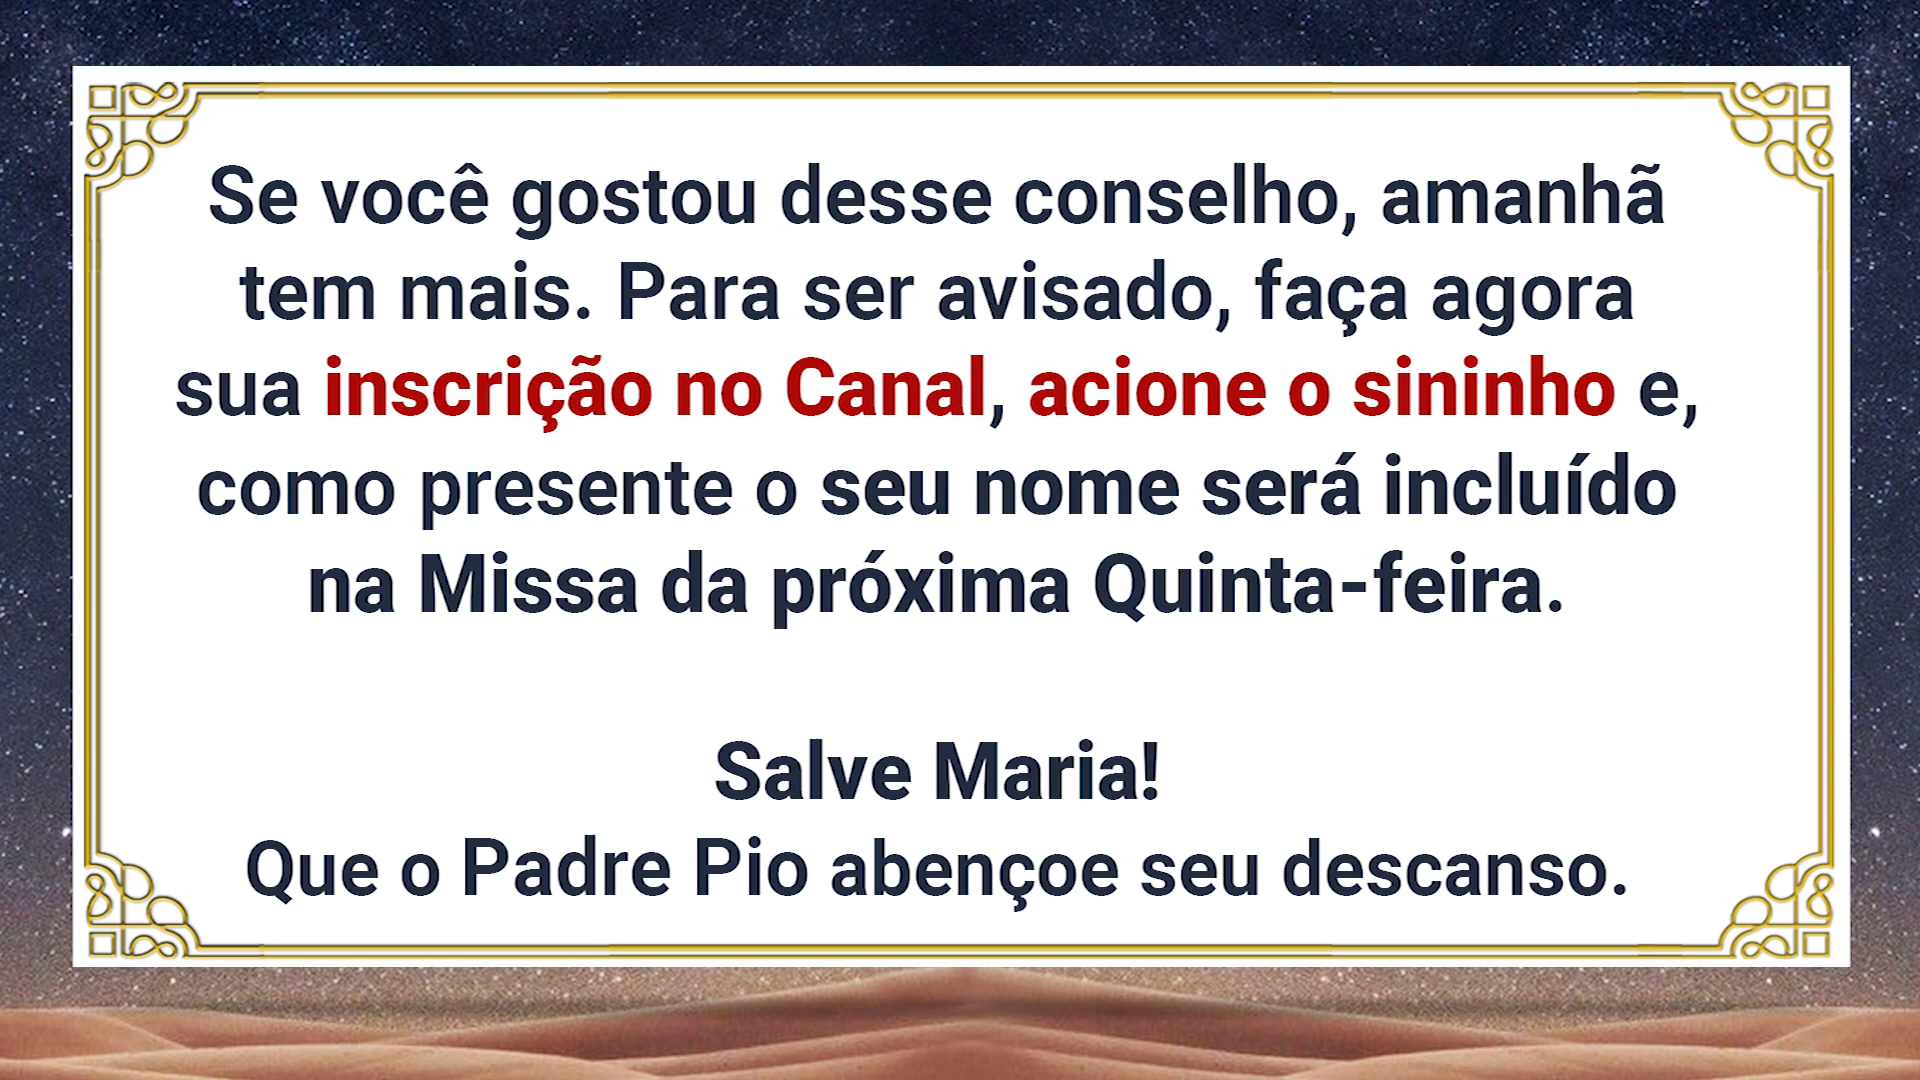 Se você gostou desse conselho, amanhã
tem mais. Para ser avisado, faça agora
sua inscrição no Canal, acione o sininho e,
como presente o seu nome será incluído
na Missa da próxima Quinta-feira.
Salve Maria!
Que o Padre Pio abençoe seu descanso.